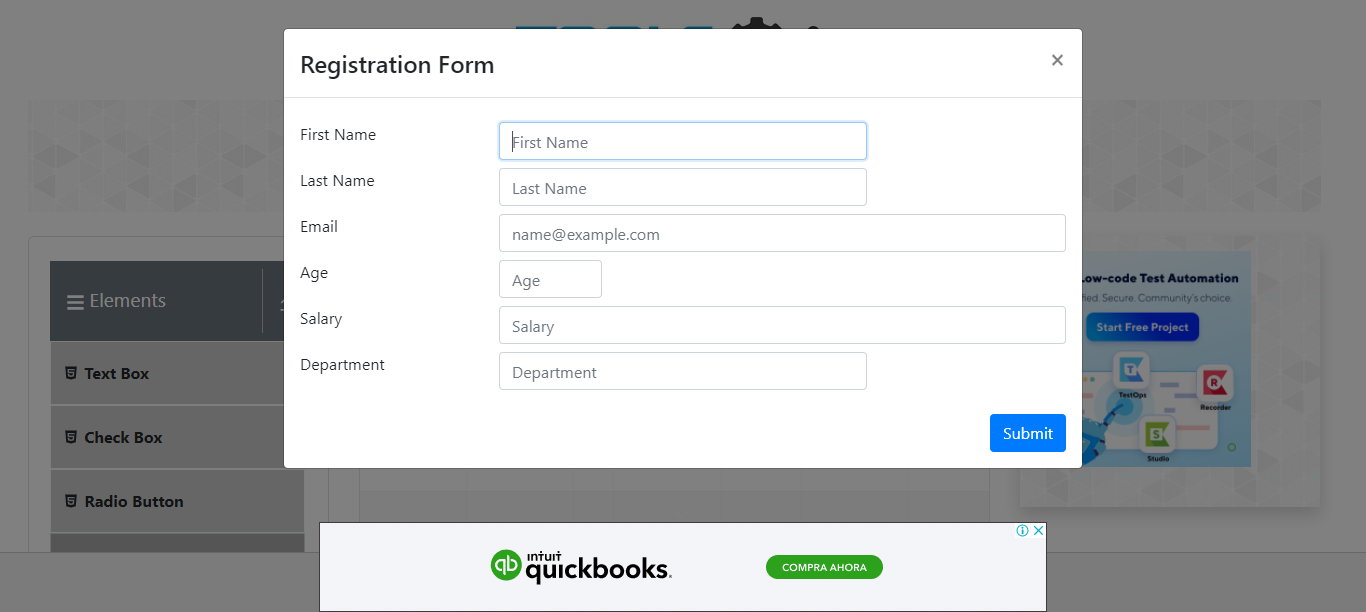 Registration Form
×
First Name
First Name
Last Name
Last Name
Email
name@example.com
Age
Age
Salary
Salary
Department
Department
Submit
Elements
Text Box
Check Box
Radio Button
Low-code Test Automation
Secure. Community's choice.
Start Free Project
TestOps
Recorder
Studio
intuit
quickbooks.
COMPRA AHORA